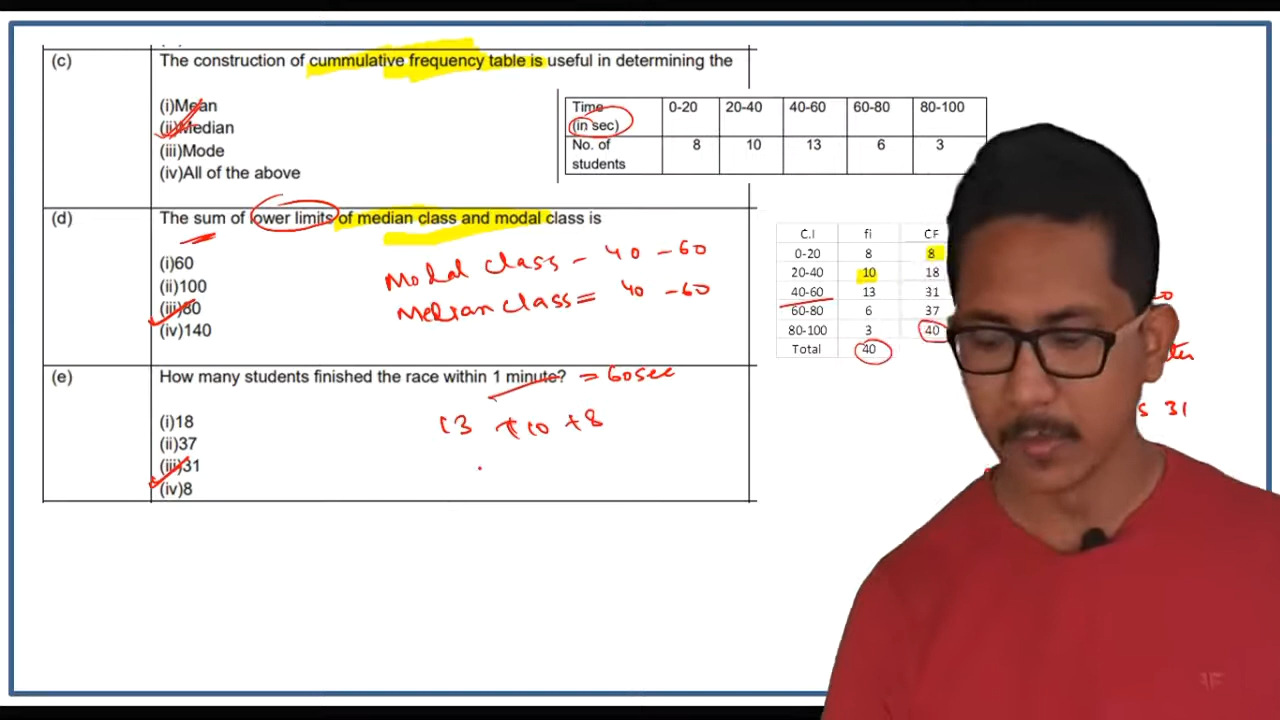 (c) The construction of cummulative frequency table is useful in determining the
(i)Mean
(ii)Median
(iii)Mode
(iv)All of the above
Time (in sec) 0-20 20-40 40-60 60-80 80-100
No. of students 8 10 13 6 3
(d) The sum of lower limits of median class and modal class is
(i)60
(ii)100
(iii)80
(iv)140
Modal class - 40 -60
Median class = 40 -60
C.I fi CF
0-20 8 8
20-40 10 18
40-60 13 31
60-80 6 37
80-100 3 40
Total 40
(e) How many students finished the race within 1 minute? = 60sec
(i)18
(ii)37
(iii)31
(iv)8
13 + 10 + 8
31